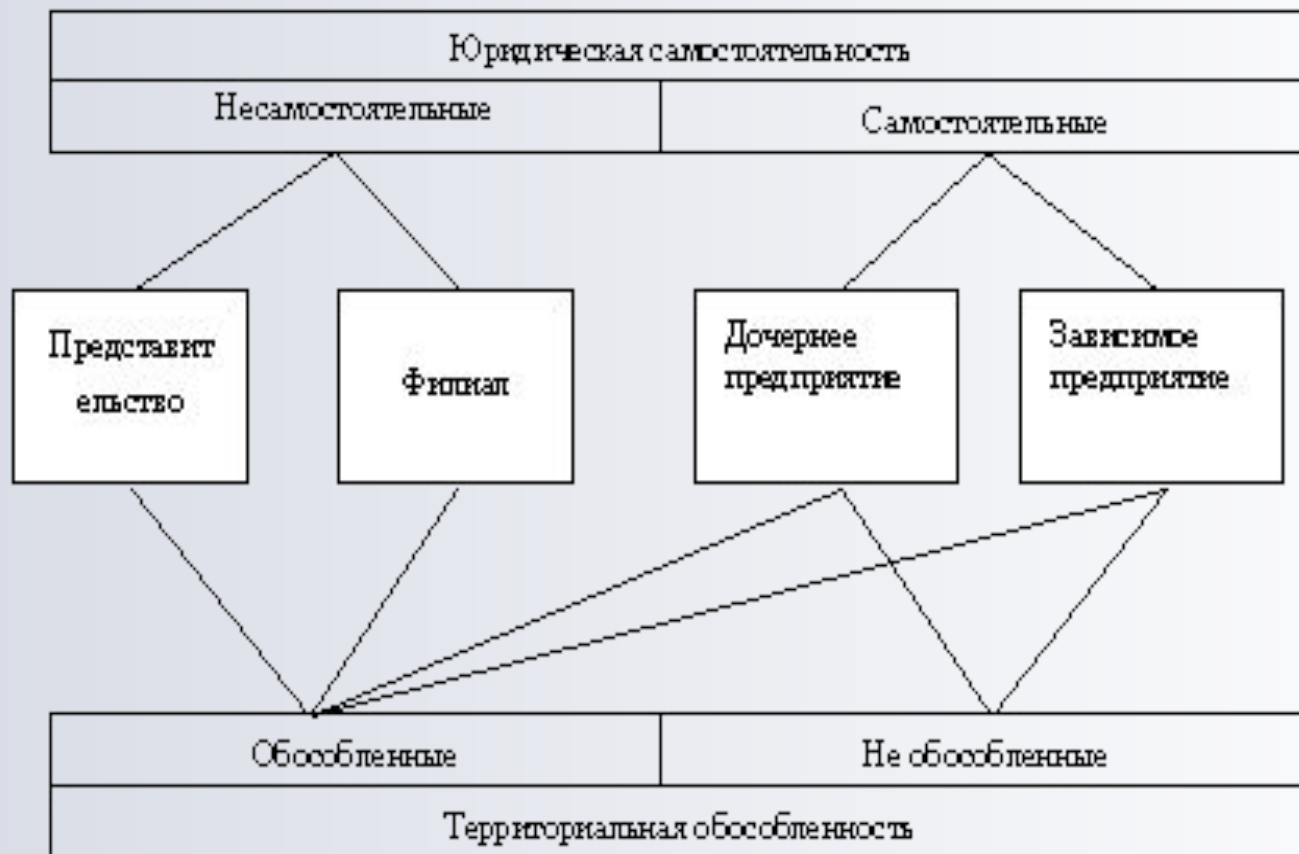 Юридическая самостоятельность
Несамостоятельные
Самостоятельные
Представит
ельство
Филиал
Дочернее
предприятие
Зависимое
предприятие
Обособленные
Не обособленные
Территориальная обособленность